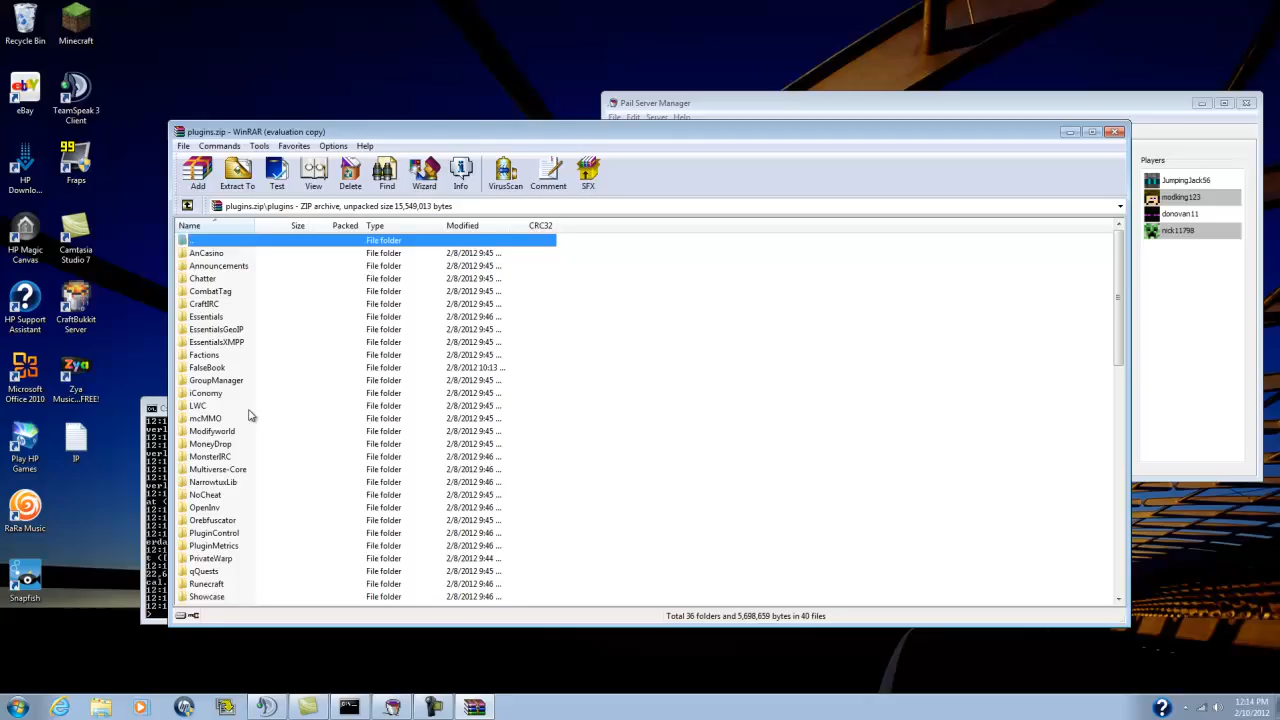 Recycle Bin
Minecraft
eBay
TeamSpeak 3
Client
99
HP
Downlo...
Fraps
HP Magic
Canvas
Camtasia
Studio 7
HP Support
Assistant
CraftBukkit
Server
Microsoft
Office 2010
Zya
Zya
Music...FREE!
Play HP
Games
IP
RaRa Music
Snapfish
Pail Server Manager
File Edit Server Help
Players
JumpingJack56
modking123
donovan11
nick11798
plugins.zip - WinRAR (evaluation copy)
File Commands Tools Favorites Options Help
Add Extract To Test View Delete Find Wizard Info VirusScan Comment SFX
plugins.zip\plugins - ZIP archive, unpacked size 15,549,013 bytes
Name Size Packed Type Modified CRC32
.. File folder
AnCasino File folder 2/8/2012 9:45 ...
Announcements File folder 2/8/2012 9:45 ...
Chatter File folder 2/8/2012 9:45 ...
CombatTag File folder 2/8/2012 9:45 ...
CraftIRC File folder 2/8/2012 9:45 ...
Essentials File folder 2/8/2012 9:46 ...
EssentialsGeoIP File folder 2/8/2012 9:45 ...
EssentialsXMPP File folder 2/8/2012 9:45 ...
Factions File folder 2/8/2012 9:45 ...
FalseBook File folder 2/8/2012 10:13 ...
GroupManager File folder 2/8/2012 9:45 ...
iConomy File folder 2/8/2012 9:45 ...
LWC File folder 2/8/2012 9:45 ...
mcMMO File folder 2/8/2012 9:45 ...
Modifyworld File folder 2/8/2012 9:45 ...
MoneyDrop File folder 2/8/2012 9:45 ...
MonsterIRC File folder 2/8/2012 9:46 ...
Multiverse-Core File folder 2/8/2012 9:46 ...
NarrowtuxLib File folder 2/8/2012 9:46 ...
NoCheat File folder 2/8/2012 9:45 ...
OpenInv File folder 2/8/2012 9:46 ...
Orebfuscator File folder 2/8/2012 9:46 ...
PluginControl File folder 2/8/2012 9:46 ...
PluginMetrics File folder 2/8/2012 9:46 ...
PrivateWarp File folder 2/8/2012 9:44 ...
qQuests File folder 2/8/2012 9:46 ...
Runecraft File folder 2/8/2012 9:46 ...
Showcase File folder 2/8/2012 9:46 ...
Total 36 folders and 5,698,659 bytes in 40 files
12:14 PM
2/10/2012